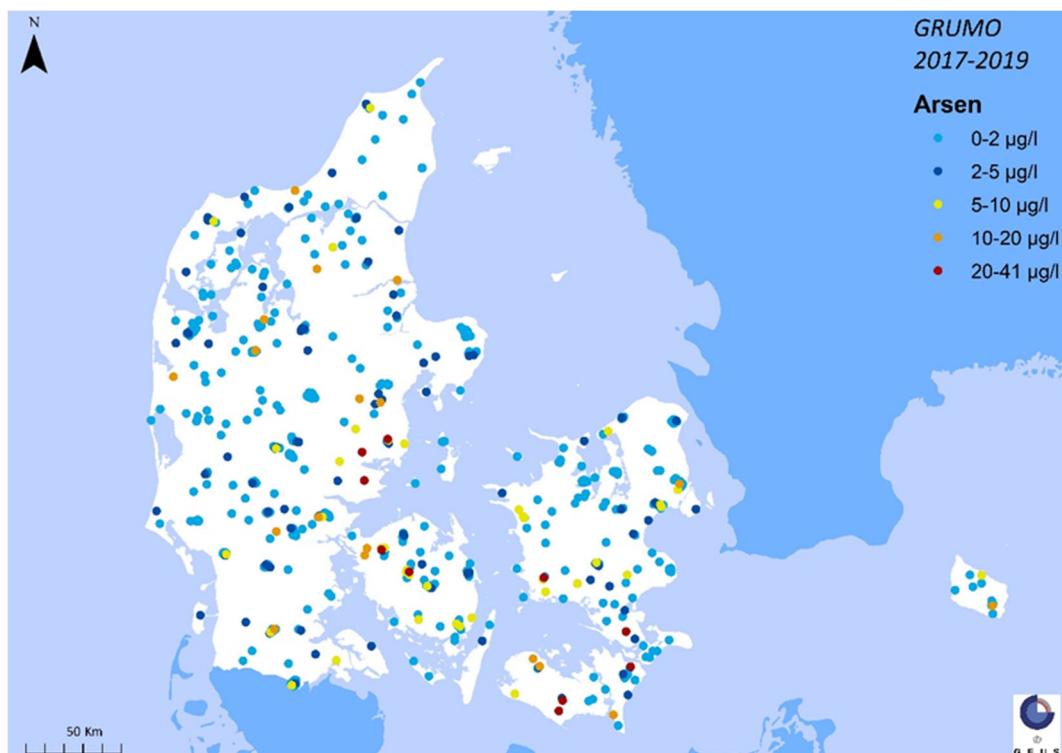 N
GRUMO
2017-2019
Arsen
0-2 µg/l
2-5 µg/l
5-10 µg/l
10-20 µg/l
20-41 µg/l
50 Km
G E U S